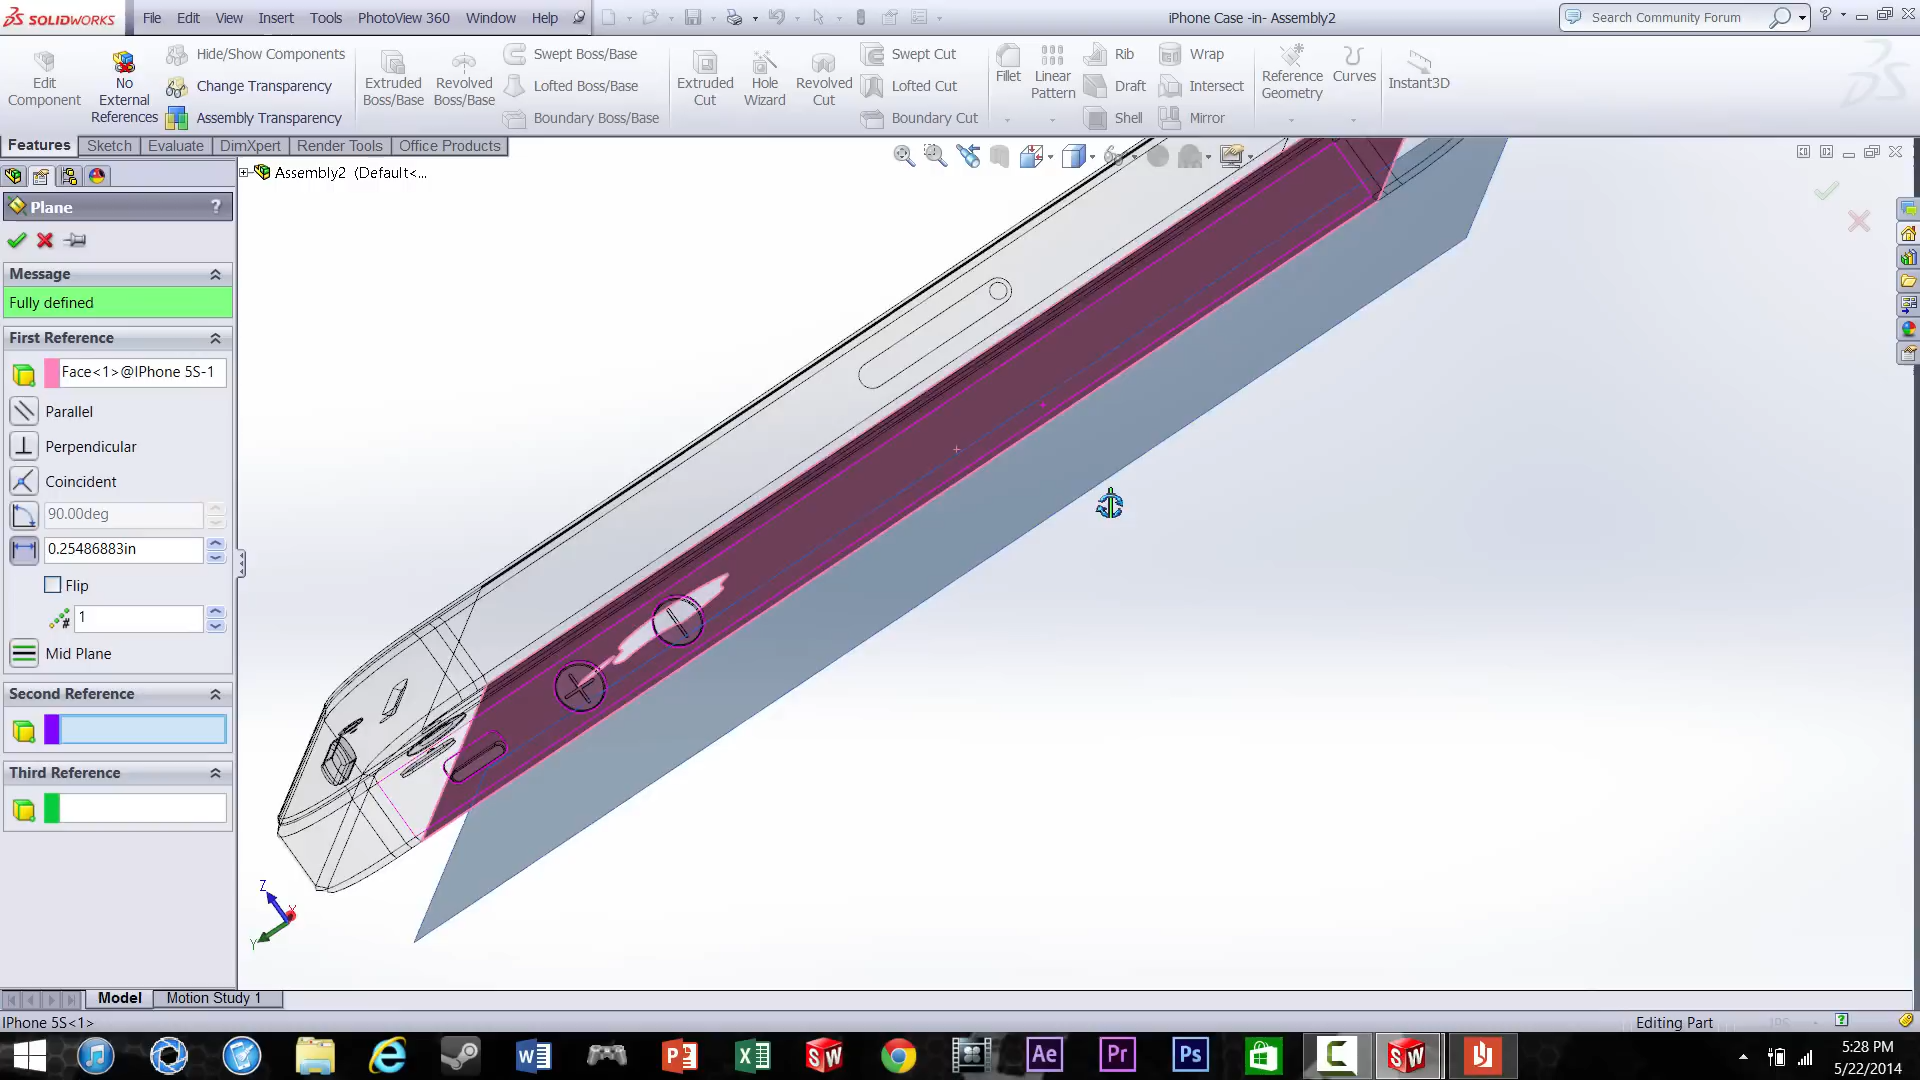 SOLIDWORKS File Edit View Insert Tools PhotoView 360 Window Help iPhone Case -in- Assembly2 Search Community Forum
Edit Component
No External References
Hide/Show Components
Change Transparency
Assembly Transparency
Extruded Boss/Base
Revolved Boss/Base
Swept Boss/Base
Lofted Boss/Base
Boundary Boss/Base
Extruded Cut
Hole Wizard
Revolved Cut
Swept Cut
Lofted Cut
Boundary Cut
Fillet
Linear Pattern
Rib
Draft
Shell
Wrap
Intersect
Mirror
Reference Geometry
Curves
Instant3D
Features Sketch Evaluate DimXpert Render Tools Office Products
Assembly2 (Default<...
Plane ?
Message
Fully defined
First Reference
Face<1>@IPhone 5S-1
Parallel
Perpendicular
Coincident
90.00deg
0.25486883in
Flip
1
Mid Plane
Second Reference
Third Reference
Z
X
Y
Model Motion Study 1
IPhone 5S<1> Editing Part IPS
Ae Pr Ps
5:28 PM
5/22/2014